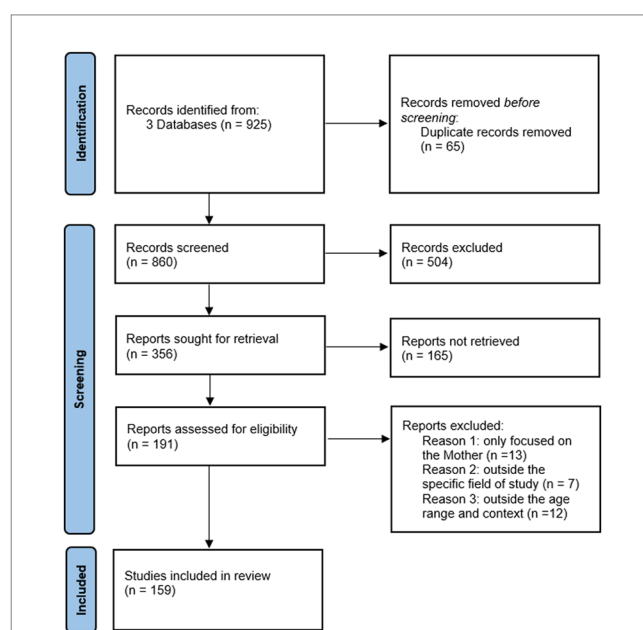 Identification
Records identified from:
3 Databases (n = 925)
Records removed before
screening:
Duplicate records removed
(n = 65)
Screening
Records screened
(n = 860)
Records excluded
(n = 504)
Reports sought for retrieval
(n = 356)
Reports not retrieved
(n = 165)
Reports assessed for eligibility
(n = 191)
Reports excluded:
Reason 1: only focused on
the Mother (n =13)
Reason 2: outside the
specific field of study (n = 7)
Reason 3: outside the age
range and context (n =12)
Included
Studies included in review
(n = 159)